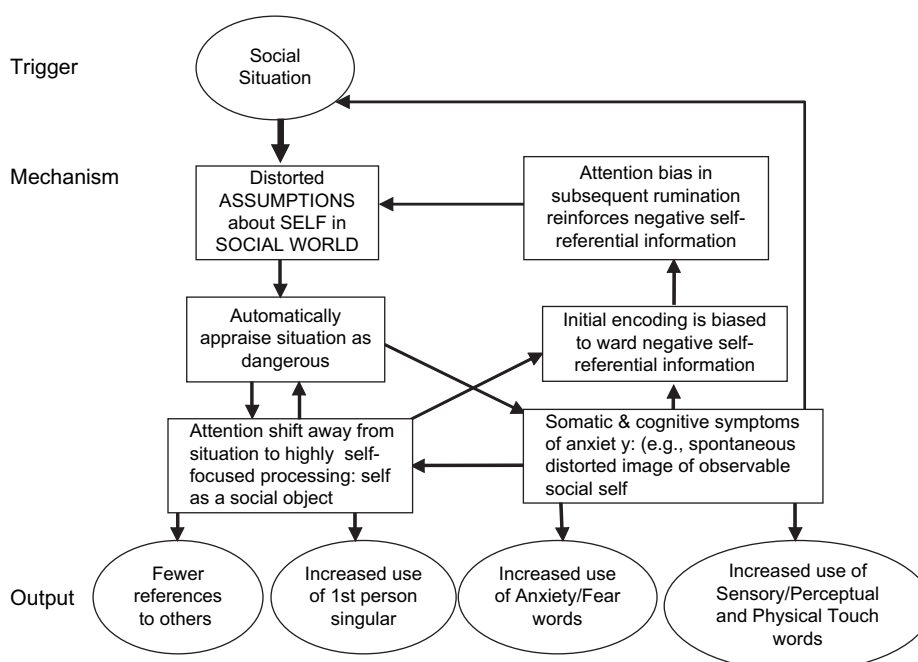 Trigger
Social
Situation
Mechanism
Distorted
ASSUMPTIONS
about SELF in
SOCIAL WORLD
Attention bias in
subsequent rumination
reinforces negative self-
referential information
Automatically
appraise situation as
dangerous
Initial encoding is biased
to ward negative self-
referential information
Attention shift away from
situation to highly self-
focused processing: self
as a social object
Somatic & cognitive symptoms
of anxiet y: (e.g., spontaneous
distorted image of observable
social self
Output
Fewer
references
to others
Increased use
of 1st person
singular
Increased use
of Anxiety/Fear
words
Increased use of
Sensory/Perceptual
and Physical Touch
words